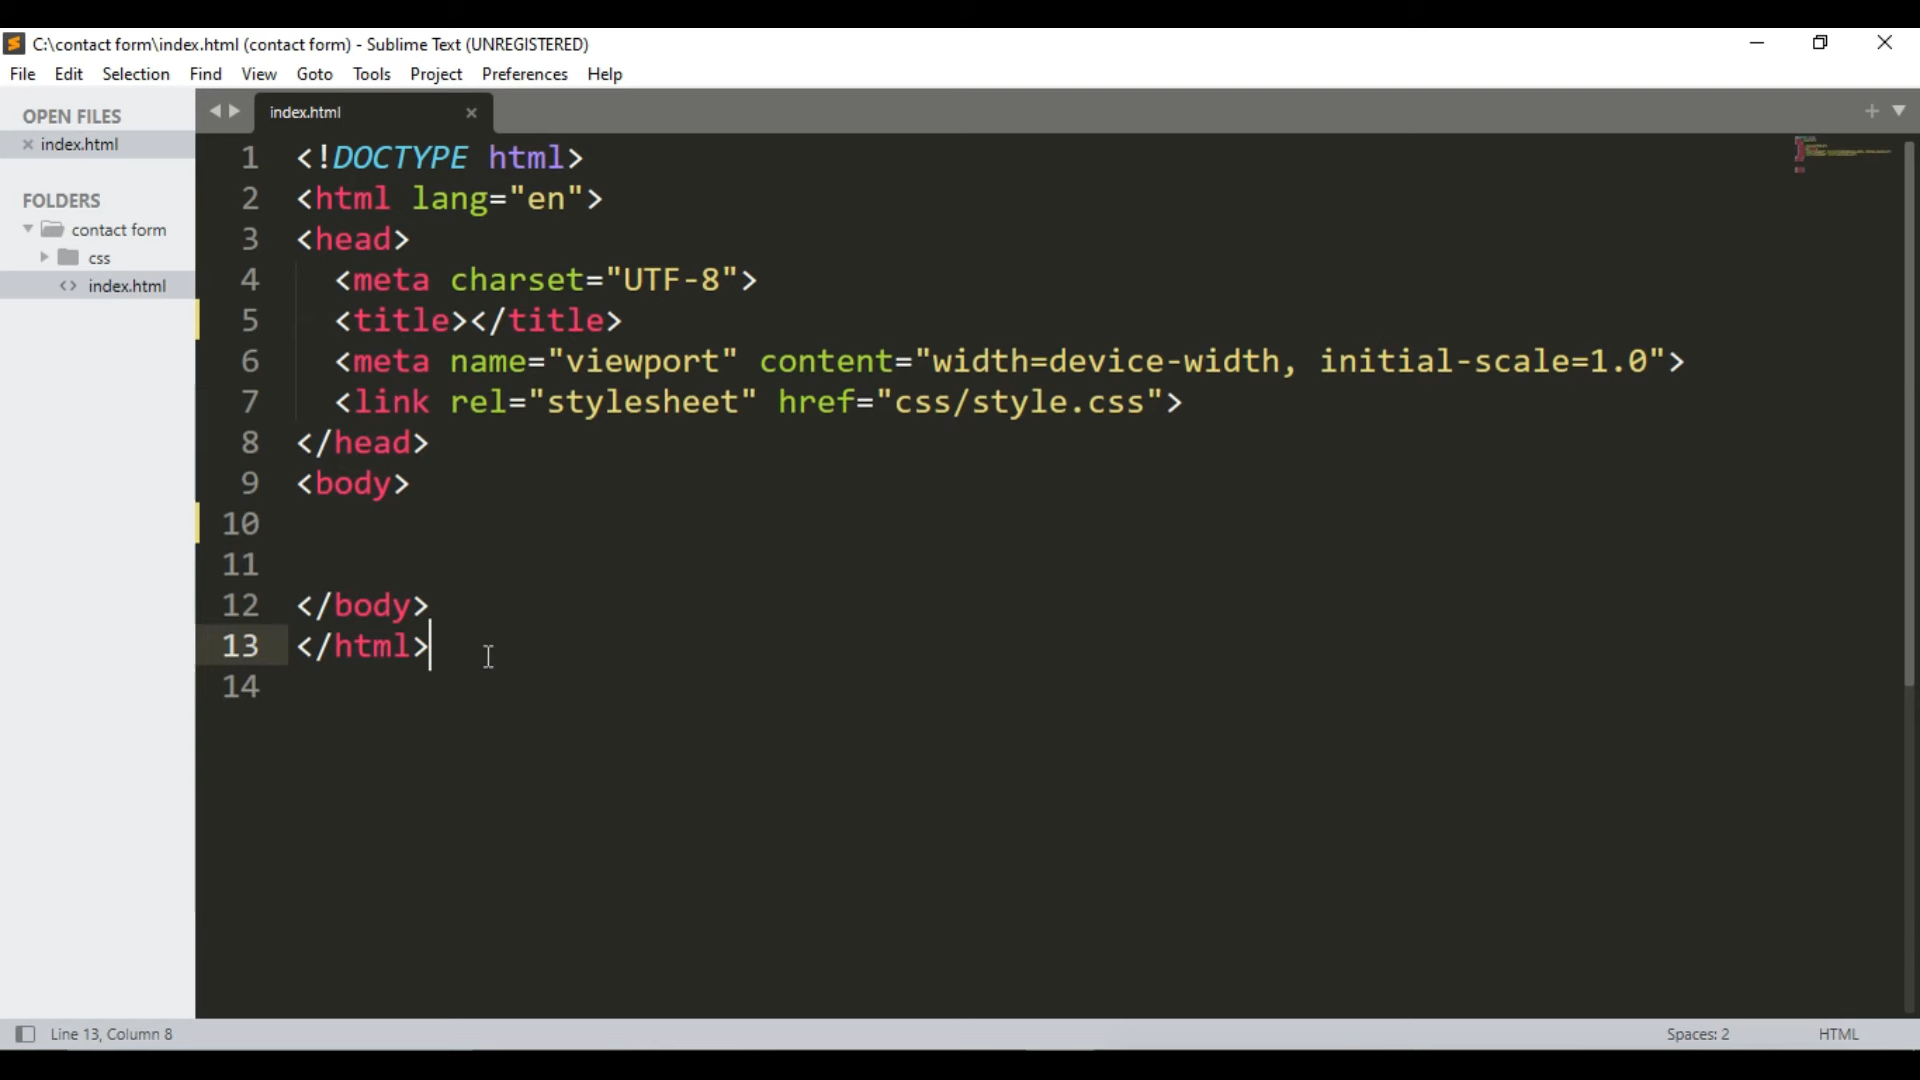 C:\contact form\index.html (contact form) - Sublime Text (UNREGISTERED)
File Edit Selection Find View Goto Tools Project Preferences Help
OPEN FILES
index.html
FOLDERS
contact form
css
index.html
index.html
1 <!DOCTYPE html>
2 <html lang="en">
3 <head>
4 <meta charset="UTF-8">
5 <title></title>
6 <meta name="viewport" content="width=device-width, initial-scale=1.0">
7 <link rel="stylesheet" href="css/style.css">
8 </head>
9 <body>
10
11
12 </body>
13 </html>
14
Line 13, Column 8 Spaces: 2 HTML